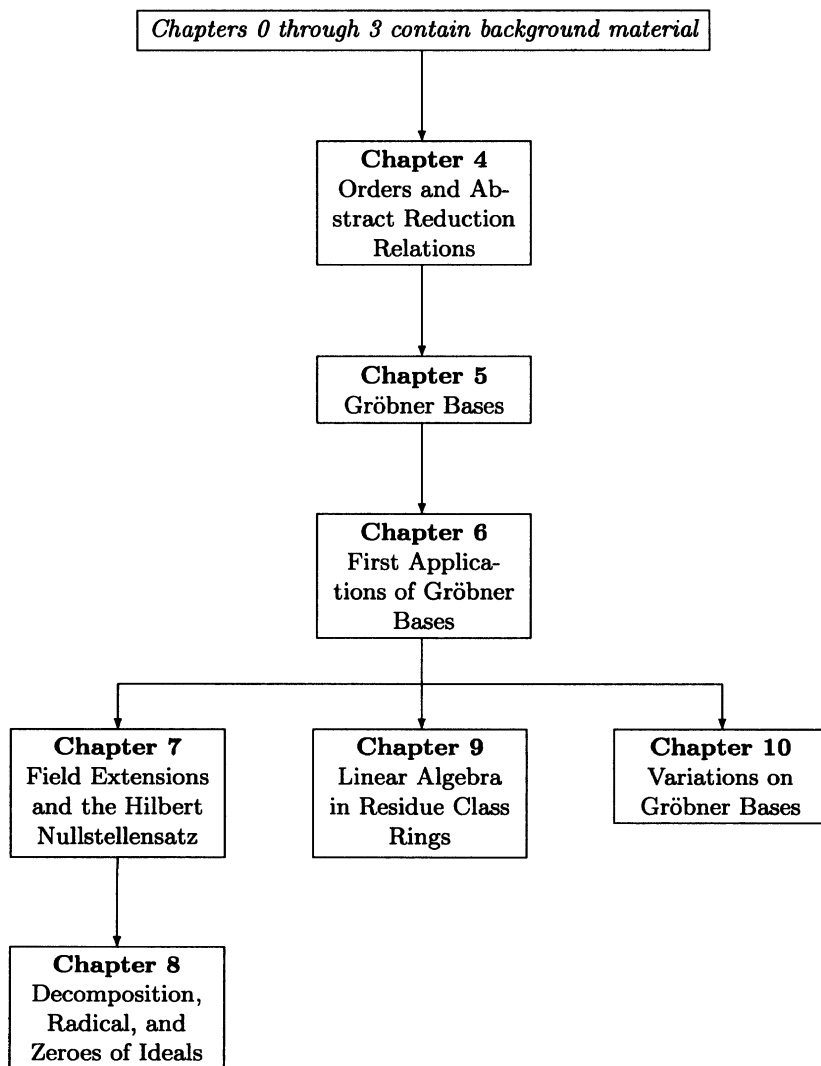 Chapters 0 through 3 contain background material
Chapter 4
Orders and Ab-
stract Reduction
Relations
Chapter 5
Gröbner Bases
Chapter 6
First Applica-
tions of Gröbner
Bases
Chapter 7
Field Extensions
and the Hilbert
Nullstellensatz
Chapter 9
Linear Algebra
in Residue Class
Rings
Chapter 10
Variations on
Gröbner Bases
Chapter 8
Decomposition,
Radical, and
Zeroes of Ideals